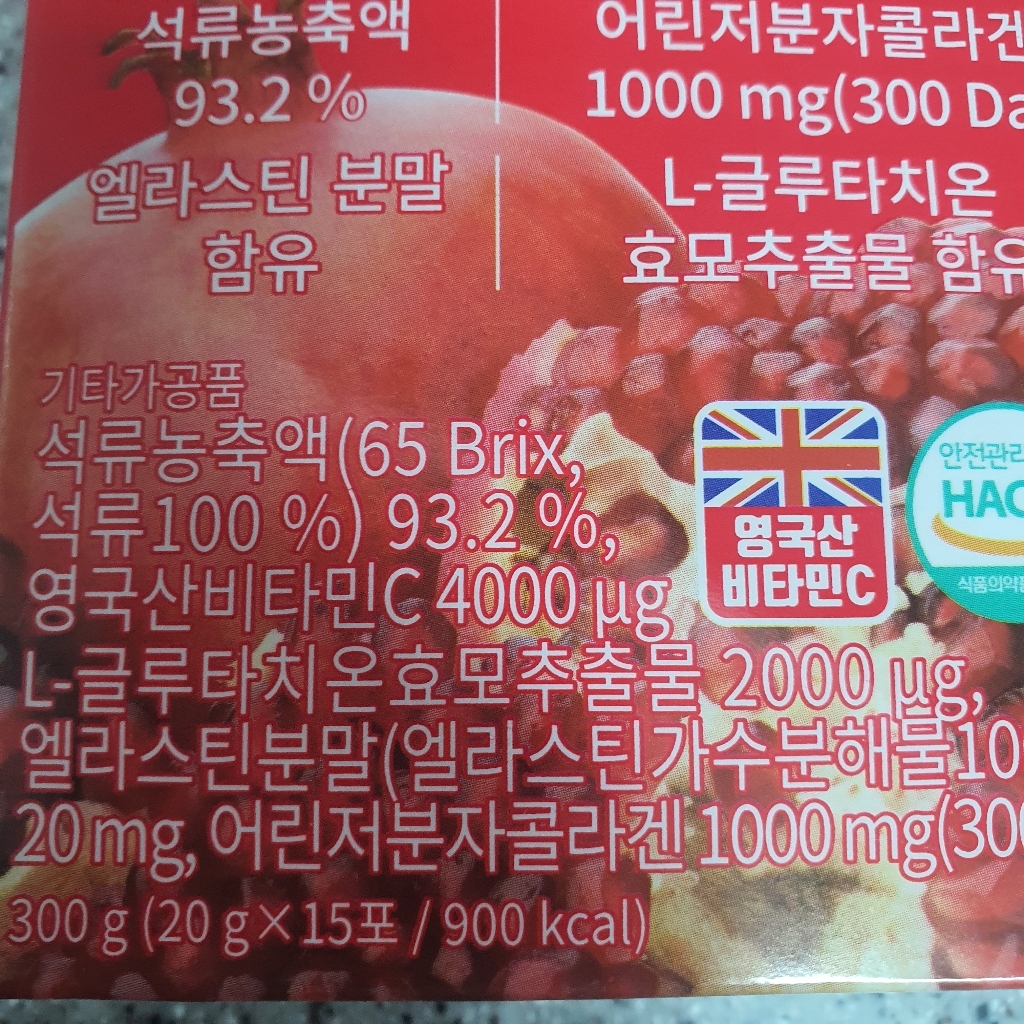 석류농축액
93.2 %
엘라스틴 분말
함유
어린저분자콜라겐
1000 mg(300 Da
L-글루타치온
효모추출물 함유
기타가공품
석류농축액(65 Brix,
석류100 %) 93.2 %,
영국산비타민C 4000 µg
L-글루타치온효모추출물 2000 µg,
엘라스틴분말(엘라스틴가수분해물10
20 mg, 어린저분자콜라겐 1000 mg(300
300 g (20 g×15포 / 900 kcal)
영국산
비타민C
안전관리
HAC
식품의약품